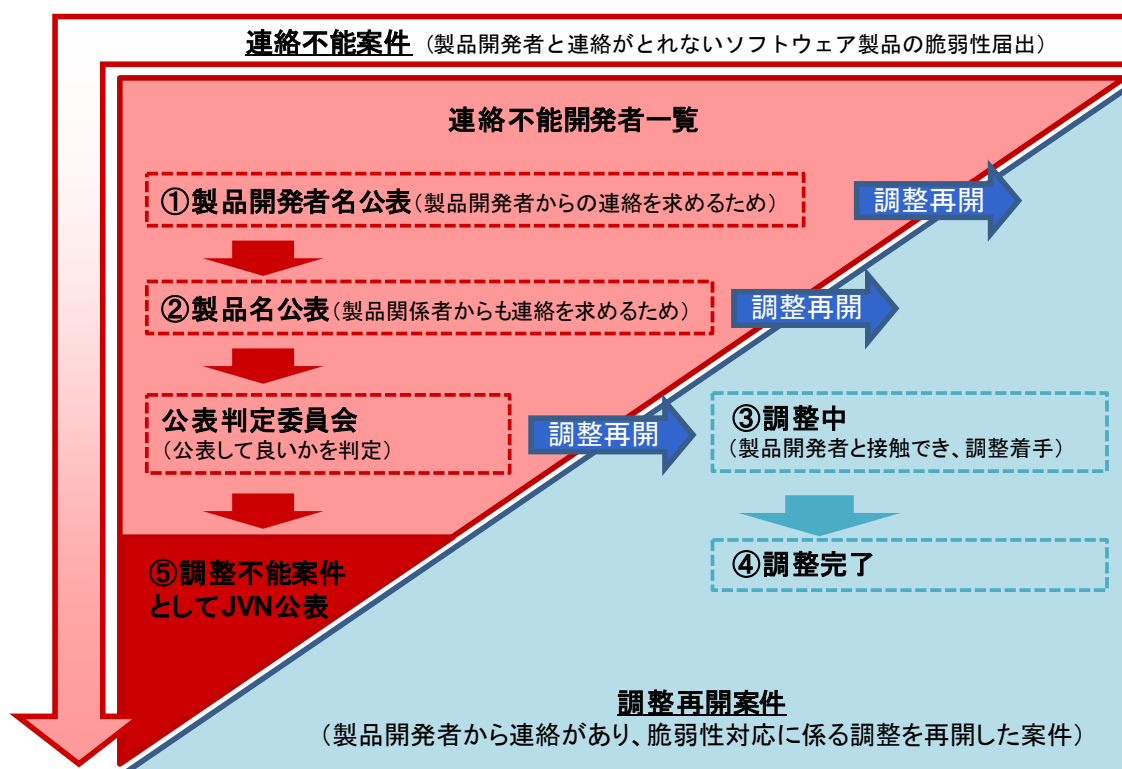 連絡不能案件（製品開発者と連絡がとれないソフトウェア製品の脆弱性届出）
連絡不能開発者一覧
①製品開発者名公表（製品開発者からの連絡を求めるため）
調整再開
②製品名公表（製品関係者からも連絡を求めるため）
調整再開
公表判定委員会
（公表して良いかを判定）
調整再開
③調整中
（製品開発者と接触でき、調整着手）
④調整完了
⑤調整不能案件
としてJVN公表
調整再開案件
（製品開発者から連絡があり、脆弱性対応に係る調整を再開した案件）